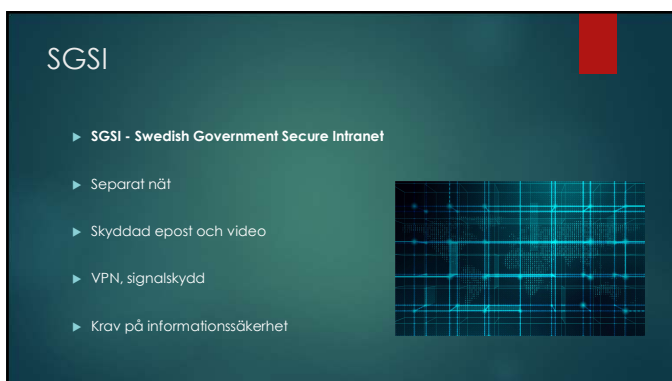 SGSI
SGSI - Swedish Government Secure Intranet
Separat nät
Skyddad epost och video
VPN, signalskydd
Krav på informationssäkerhet